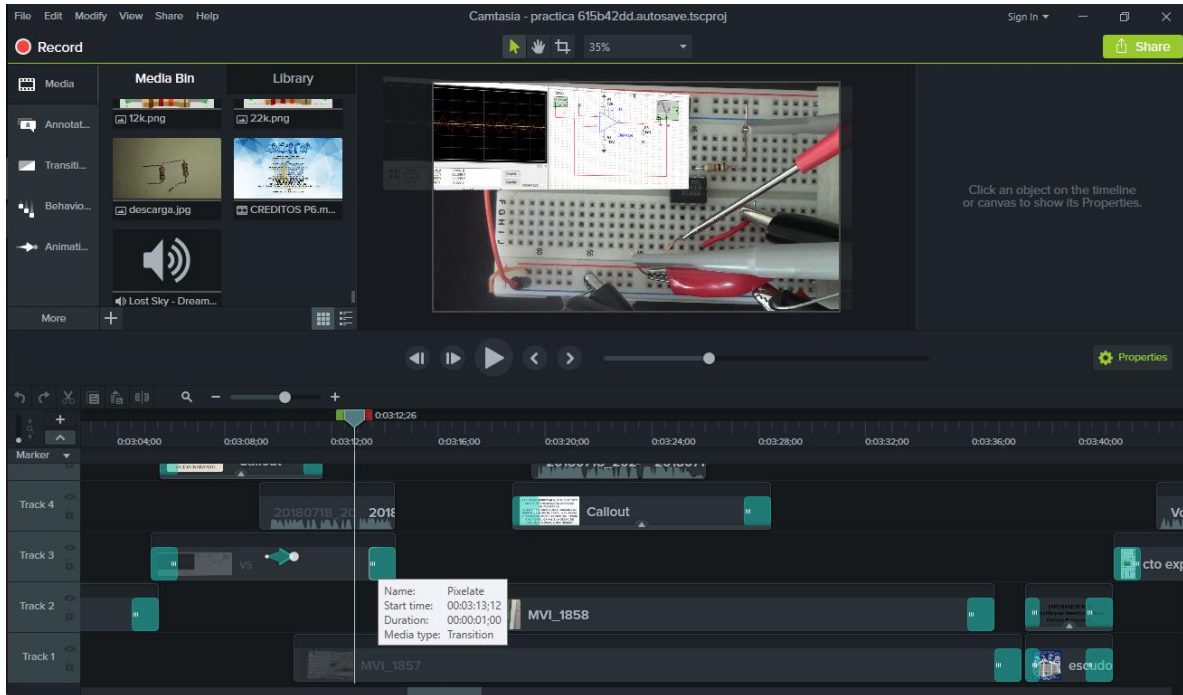 File Edit Modify View Share Help
Camtasia - practica 615b42dd.autosave.tscproj
Sign In
Record
35%
Share
Media
Media Bin
Library
Annotat...
12k.png
22k.png
Transiti...
Behavio...
descarga.jpg
CREDITOS P6.m...
Animati...
Lost Sky - Dream...
More
Click an object on the timeline
or canvas to show its Properties.
Properties
0:03:12;26
0:03:04;00 0:03:08;00 0:03:12;00 0:03:16;00 0:03:20;00 0:03:24;00 0:03:28;00 0:03:32;00 0:03:36;00 0:03:40;00
Marker
Callout
Track 4
20180718_20
2018
Callout
Track 3
vs
cto exp
Name: Pixelate
Start time: 00:03:13;12
Duration: 00:00:01;00
Media type: Transition
Track 2
MVI_1858
Track 1
MVI_1857
escudo